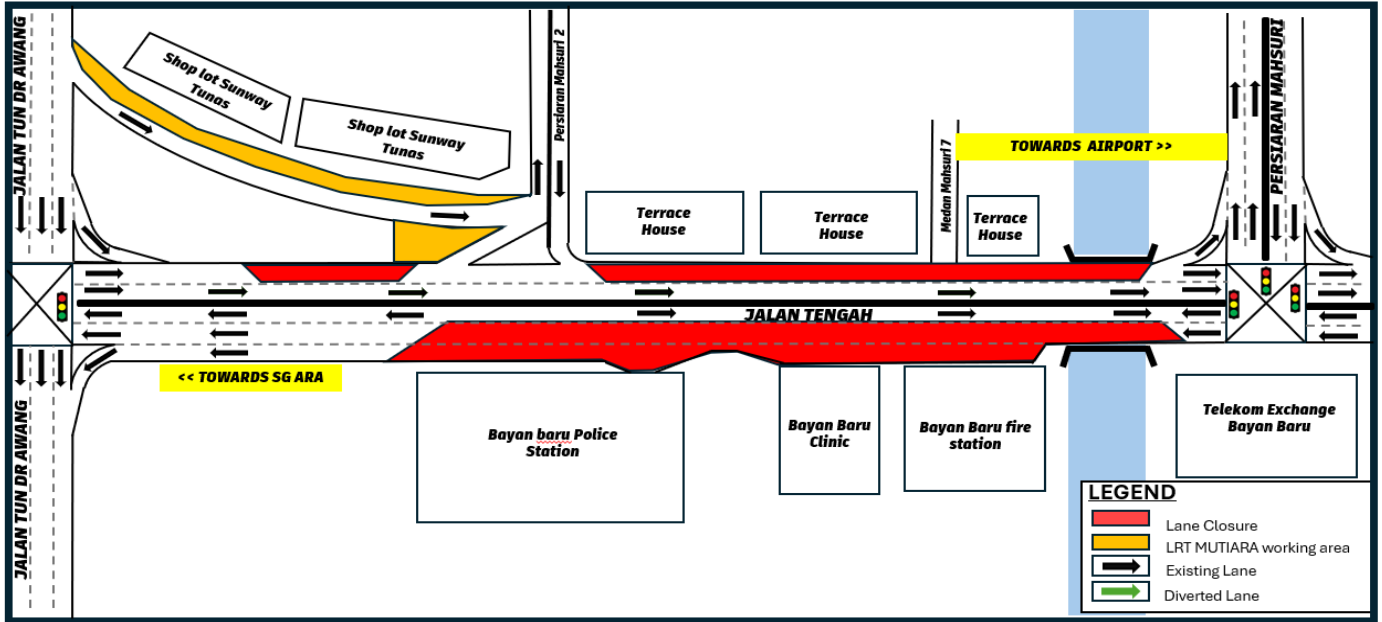 JALAN TUN DR AWANG
Shop lot Sunway
Tunas
Shop lot Sunway
Tunas
Persiaran Mahsuri 2
Medan Mahsuri 7
TOWARDS AIRPORT >>
PERSIARAN MAHSURI
Terrace
House
Terrace
House
Terrace
House
JALAN TENGAH
<< TOWARDS SG ARA
JALAN TUN DR AWANG
Bayan baru Police
Station
Bayan Baru
Clinic
Bayan Baru fire
station
Telekom Exchange
Bayan Baru
LEGEND
Lane Closure
LRT MUTIARA working area
Existing Lane
Diverted Lane